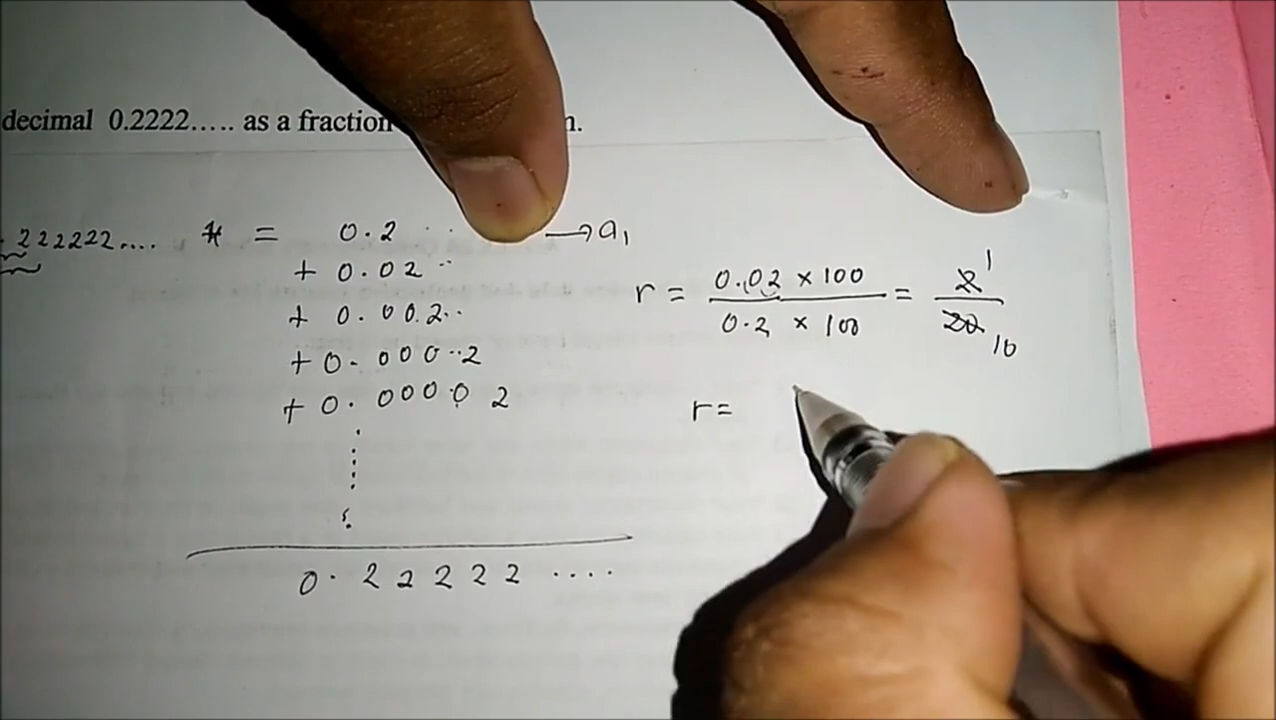 decimal 0.2222..... as a fraction n.
222222.... = 0.2 → a₁
+ 0.02
+ 0.002
+ 0.0002
+ 0.00002
0.22222....
r = 0.02 × 100 / 0.2 × 100 = 2 1 / 20 10
r =